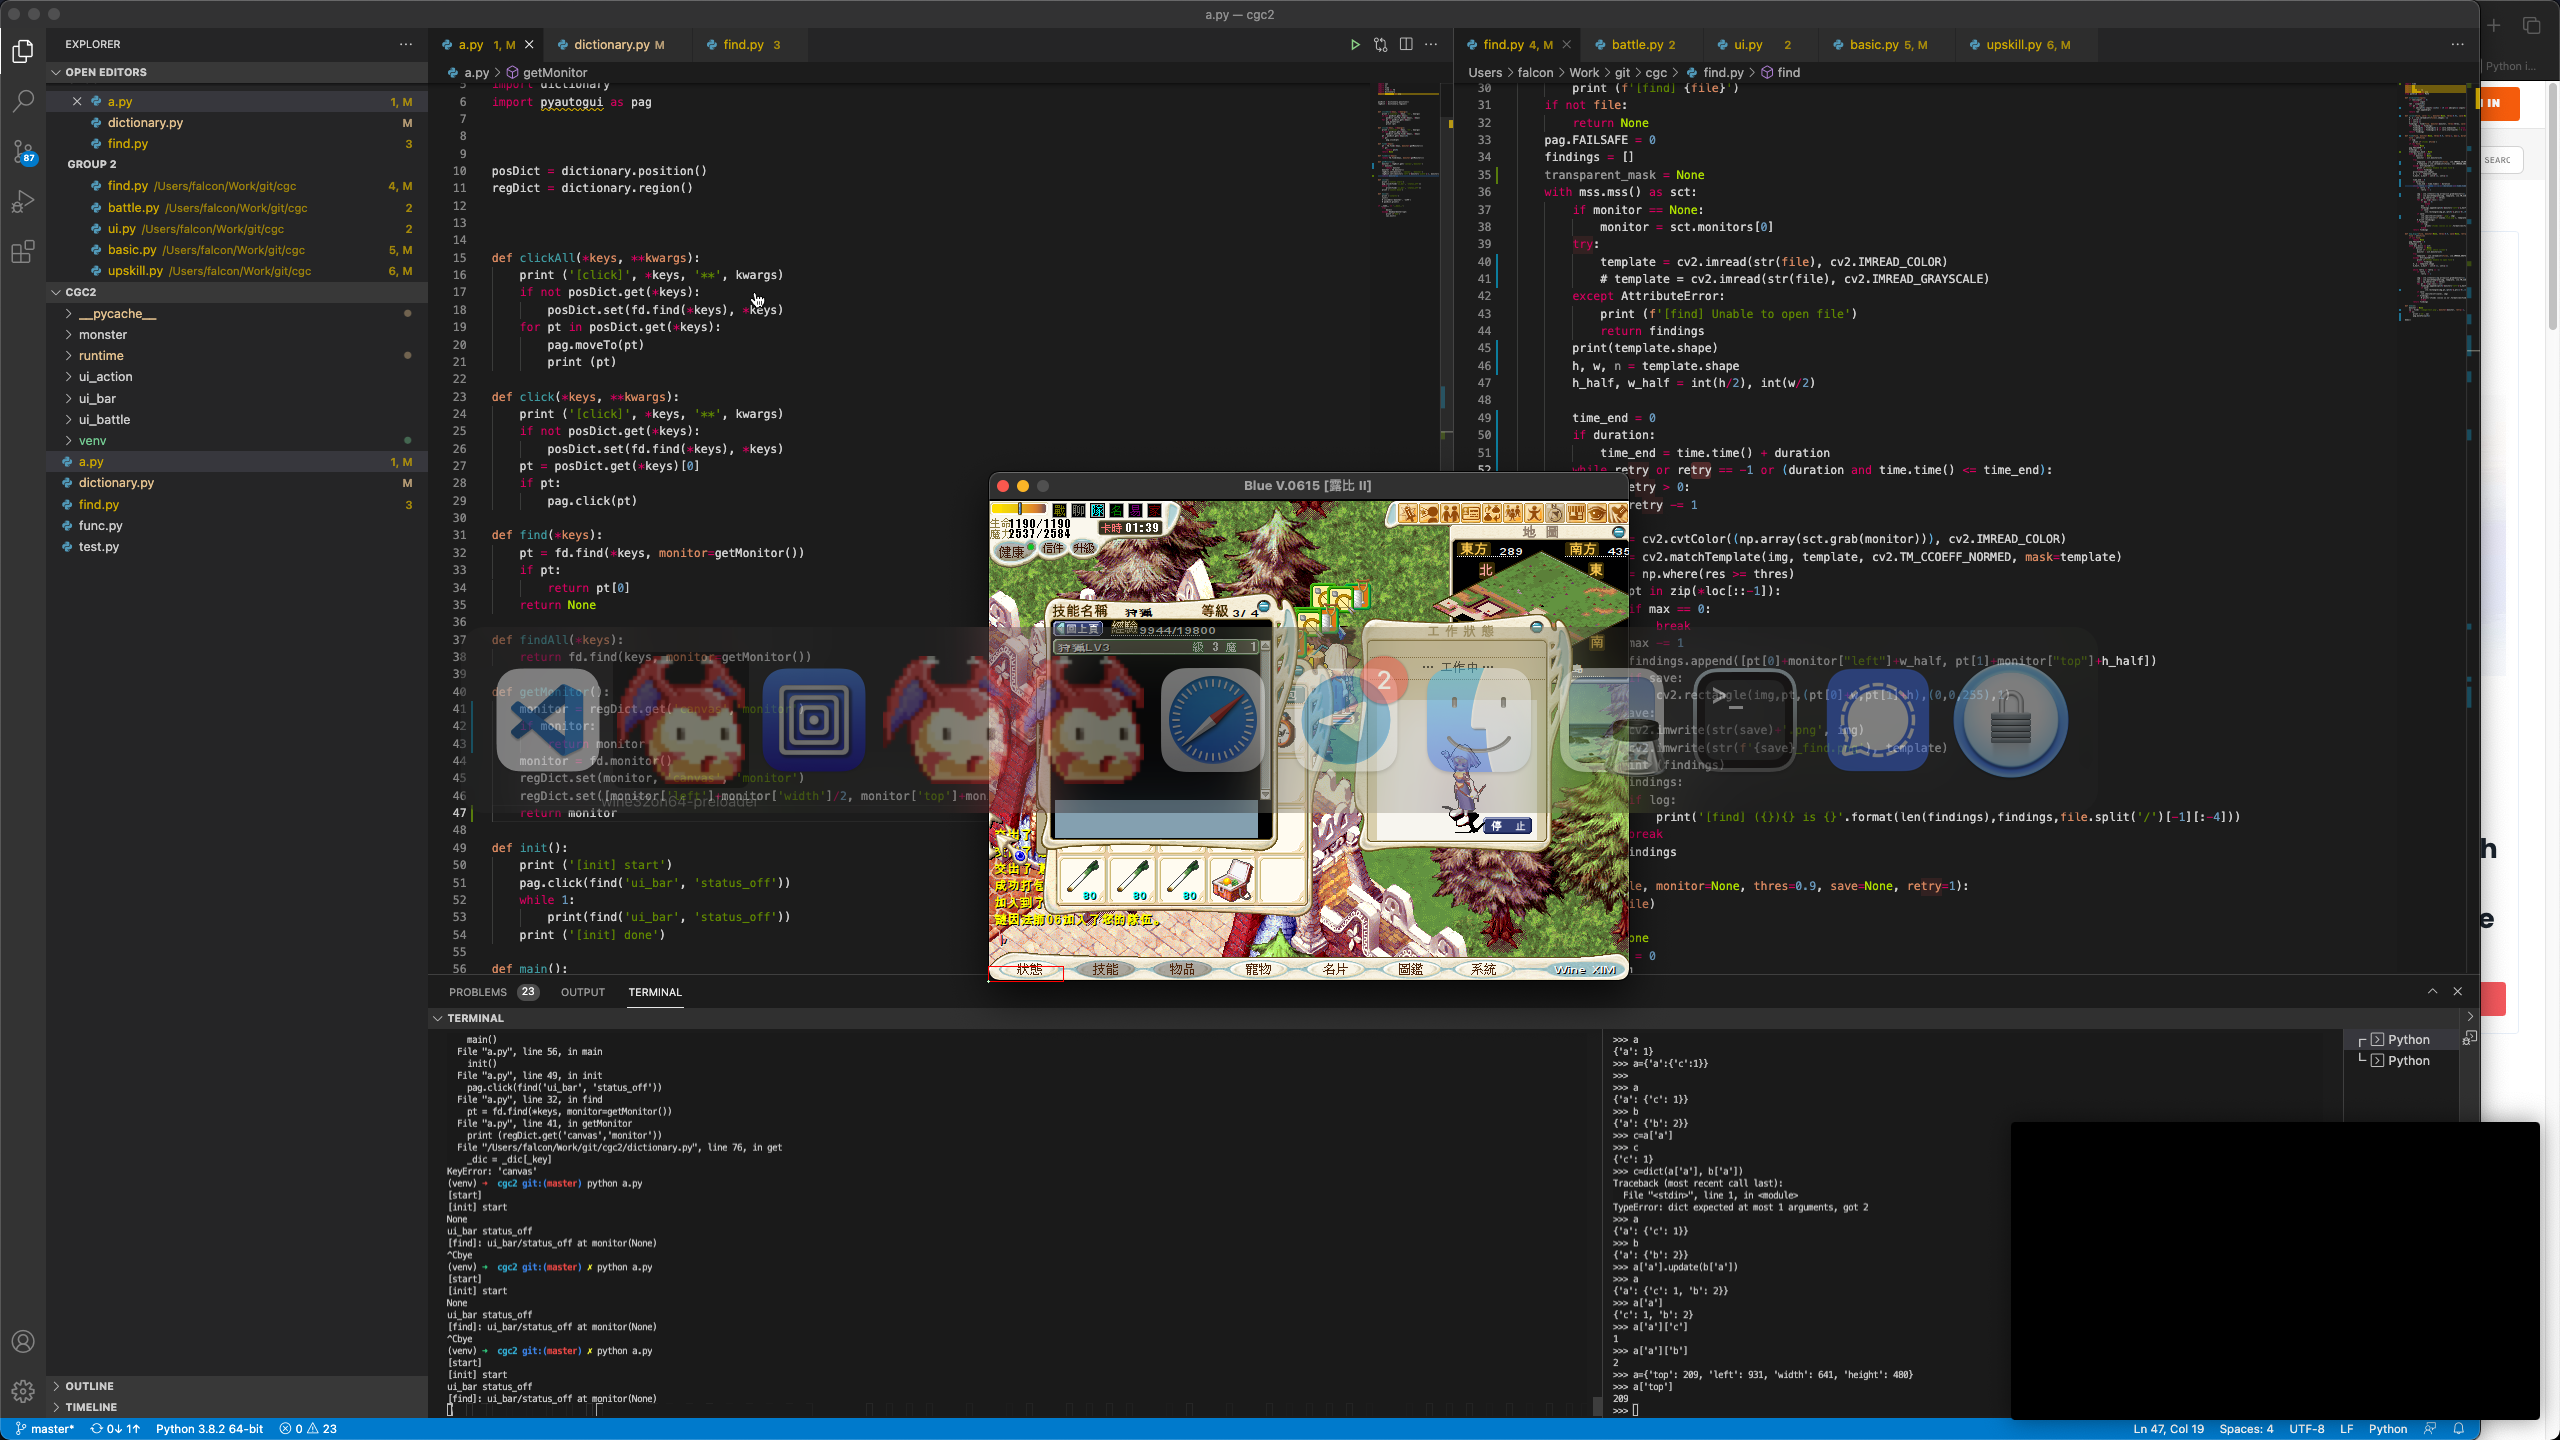 a.py — cgc2
EXPLORER
OPEN EDITORS
a.py 1, M
dictionary.py M
find.py 3
GROUP 2
find.py /Users/falcon/Work/git/cgc 4, M
battle.py /Users/falcon/Work/git/cgc 2
ui.py /Users/falcon/Work/git/cgc 2
basic.py /Users/falcon/Work/git/cgc 5, M
upskill.py /Users/falcon/Work/git/cgc 6, M
CGC2
__pycache__
monster
runtime
ui_action
ui_bar
ui_battle
venv
a.py 1, M
dictionary.py M
find.py 3
func.py
test.py
OUTLINE
TIMELINE
87
a.py 1, M
dictionary.py M
find.py 3
a.py > getMonitor
6 import pyautogui as pag
7
8
9
10 posDict = dictionary.position()
11 regDict = dictionary.region()
12
13
14
15 def clickAll(*keys, **kwargs):
16 print ('[click]', *keys, '**', kwargs)
17 if not posDict.get(*keys):
18 posDict.set(fd.find(*keys), *keys)
19 for pt in posDict.get(*keys):
20 pag.moveTo(pt)
21 print (pt)
22
23 def click(*keys, **kwargs):
24 print ('[click]', *keys, '**', kwargs)
25 if not posDict.get(*keys):
26 posDict.set(fd.find(*keys), *keys)
27 pt = posDict.get(*keys)[0]
28 if pt:
29 pag.click(pt)
30
31 def find(*keys):
32 pt = fd.find(*keys, monitor=getMonitor())
33 if pt:
34 return pt[0]
35 return None
36
37 def findAll(*keys):
38 return fd.find(keys, monitor=getMonitor())
39
40 def getMonitor():
41 monitor = regDict.get('canvas','monitor')
42 monitor:
43 return monitor
44 monitor = fd.monitor()
45 regDict.set(monitor, 'canvas', 'monitor')
46 regDict.set([monitor['left']+monitor['width']/2, monitor['top']+mon
47 return monitor
48
49 def init():
50 print ('[init] start')
51 pag.click(find('ui_bar', 'status_off'))
52 while 1:
53 print(find('ui_bar', 'status_off'))
54 print ('[init] done')
55
56 def main():
wine32on64-preloader
2
find.py 4, M
battle.py 2
ui.py 2
basic.py 5, M
upskill.py 6, M
Users > falcon > Work > git > cgc > find.py > find
30 print (f'[find] {file}')
31 if not file:
32 return None
33 pag.FAILSAFE = 0
34 findings = []
35 transparent_mask = None
36 with mss.mss() as sct:
37 if monitor == None:
38 monitor = sct.monitors[0]
39 try:
40 template = cv2.imread(str(file), cv2.IMREAD_COLOR)
41 # template = cv2.imread(str(file), cv2.IMREAD_GRAYSCALE)
42 except AttributeError:
43 print (f'[find] Unable to open file')
44 return findings
45 print(template.shape)
46 h, w, n = template.shape
47 h_half, w_half = int(h/2), int(w/2)
48
49 time_end = 0
50 if duration:
51 time_end = time.time() + duration
52 while retry or retry == -1 or (duration and time.time() <= time_end):
etry > 0:
retry -= 1
= cv2.cvtColor((np.array(sct.grab(monitor))), cv2.IMREAD_COLOR)
= cv2.matchTemplate(img, template, cv2.TM_CCOEFF_NORMED, mask=template)
= np.where(res >= thres)
pt in zip(*loc[::-1]):
if max == 0:
break
max -= 1
findings.append([pt[0]+monitor["left"]+w_half, pt[1]+monitor["top"]+h_half])
save:
cv2.rectangle(img,pt,(pt[0]+w,pt[1]+h),(0,0,255),1)
save:
cv2.imwrite(str(save)+'.png', img)
cv2.imwrite(str(f'{save}_find.png'), template)
print (findings)
findings:
if log:
print('[find] ({}){} is {}'.format(len(findings),findings,file.split('/')[-1][:-4]))
break
indings
le, monitor=None, thres=0.9, save=None, retry=1):
ile)
one
= 0
Blue V.0615 [露比 II]
生命 1190/1190
魔力 2537/2584
卡時 01:39
健康 信件 升級
地 圖
東方 289 南方 435
北 東
南
技能名稱 狩獵 等級 3/ 4
回上頁 經驗 9944/19800
狩獵LV3 級 3 魔 1
工 作 狀 態
··· 工作中 ···
停 止
80 80 80
狀態 技能 物品 寵物 名片 圖鑑 系統 Wine XIM
PROBLEMS 23 OUTPUT TERMINAL
TERMINAL
main()
File "a.py", line 56, in main
init()
File "a.py", line 49, in init
pag.click(find('ui_bar', 'status_off'))
File "a.py", line 32, in find
pt = fd.find(*keys, monitor=getMonitor())
File "a.py", line 41, in getMonitor
print (regDict.get('canvas','monitor'))
File "/Users/falcon/Work/git/cgc2/dictionary.py", line 76, in get
_dic = _dic[_key]
KeyError: 'canvas'
(venv) ➜ cgc2 git:(master) python a.py
[start]
[init] start
None
ui_bar status_off
[find]: ui_bar/status_off at monitor(None)
^Cbye
(venv) ➜ cgc2 git:(master) ✗ python a.py
[start]
[init] start
None
ui_bar status_off
[find]: ui_bar/status_off at monitor(None)
^Cbye
(venv) ➜ cgc2 git:(master) ✗ python a.py
[start]
[init] start
ui_bar status_off
[find]: ui_bar/status_off at monitor(None)
>>> a
{'a': 1}
>>> a={'a':{'c':1}}
>>>
>>> a
{'a': {'c': 1}}
>>> b
{'a': {'b': 2}}
>>> c=a['a']
>>> c
{'c': 1}
>>> c=dict(a['a'], b['a'])
Traceback (most recent call last):
File "<stdin>", line 1, in <module>
TypeError: dict expected at most 1 arguments, got 2
>>> a
{'a': {'c': 1}}
>>> b
{'a': {'b': 2}}
>>> a['a'].update(b['a'])
>>> a
{'a': {'c': 1, 'b': 2}}
>>> a['a']
{'c': 1, 'b': 2}
>>> a['a']['c']
1
>>> a['a']['b']
2
>>> a={'top': 209, 'left': 931, 'width': 641, 'height': 480}
>>> a['top']
209
>>>
Python
Python
Python i...
IN
SEARC
h
e
master* 0↓ 1↑ Python 3.8.2 64-bit 0 23
Ln 47, Col 19 Spaces: 4 UTF-8 LF Python